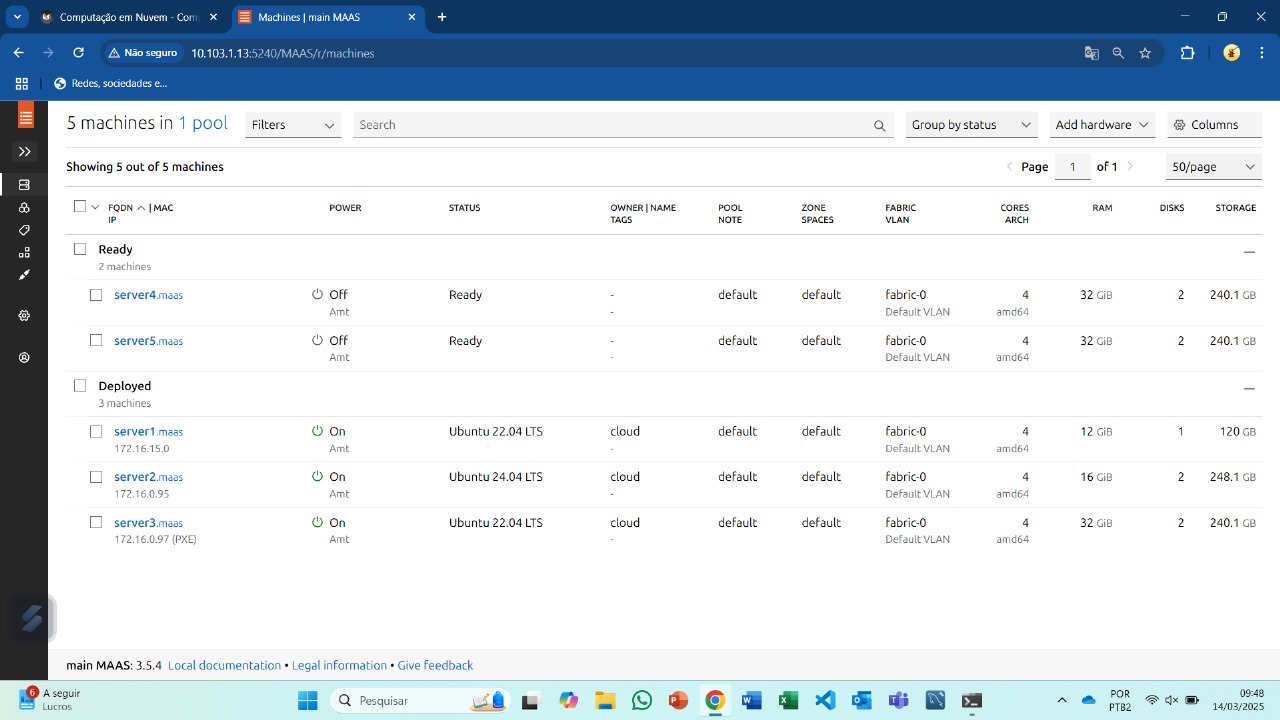 Computação em Nuvem - Comp
Machines | main MAAS
Não seguro
10.103.1.13:5240/MAAS/r/machines
Redes, sociedades e...
5 machines in 1 pool
Filters
Search
Group by status
Add hardware
Columns
Showing 5 out of 5 machines
Page 1 of 1
50/page
FQDN | MAC POWER STATUS OWNER | NAME POOL ZONE FABRIC CORES RAM DISKS STORAGE
IP TAGS NOTE SPACES VLAN ARCH
Ready
2 machines
server4.maas Off Ready - default default fabric-0 4 32 GiB 2 240.1 GB
Amt - Default VLAN amd64
server5.maas Off Ready - default default fabric-0 4 32 GiB 2 240.1 GB
Amt - Default VLAN amd64
Deployed
3 machines
server1.maas On Ubuntu 22.04 LTS cloud default default fabric-0 4 12 GiB 1 120 GB
172.16.15.0 Amt - Default VLAN amd64
server2.maas On Ubuntu 24.04 LTS cloud default default fabric-0 4 16 GiB 2 248.1 GB
172.16.0.95 Amt - Default VLAN amd64
server3.maas On Ubuntu 22.04 LTS cloud default default fabric-0 4 32 GiB 2 240.1 GB
172.16.0.97 (PXE) Amt - Default VLAN amd64
main MAAS: 3.5.4 Local documentation • Legal information • Give feedback
6
A seguir
Lucros
Pesquisar
POR
PTB2
09:48
14/03/2025